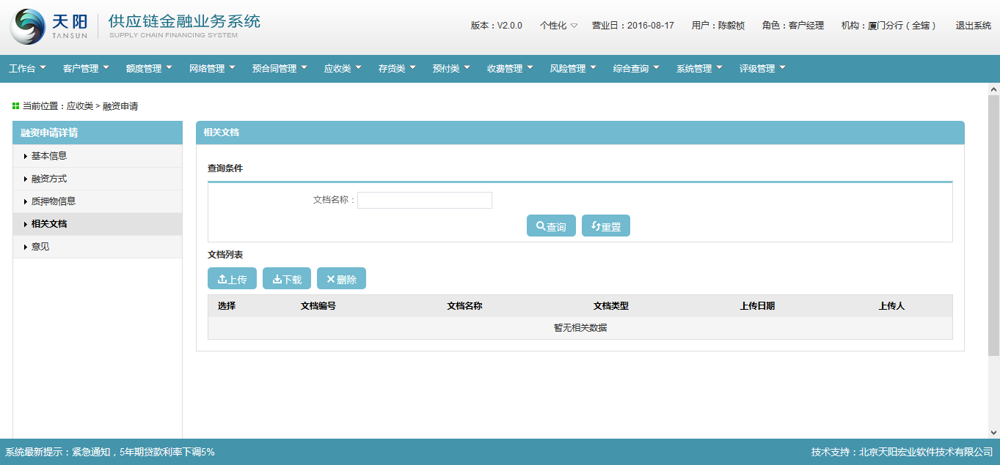 天阳 供应链金融业务系统
TANSUN SUPPLY CHAIN FINANCING SYSTEM
版本：V2.0.0 个性化 营业日：2016-08-17 用户：陈毅桢 角色：客户经理 机构：厦门分行（全辖） 退出系统
工作台 客户管理 额度管理 网络管理 预合同管理 应收类 存货类 预付类 收费管理 风险管理 综合查询 系统管理 评级管理
当前位置：应收类 > 融资申请
融资申请详情
基本信息
融资方式
质押物信息
相关文档
意见
相关文档
查询条件
文档名称：
查询 重置
文档列表
上传 下载 删除
选择 文档编号 文档名称 文档类型 上传日期 上传人
暂无相关数据
系统最新提示：紧急通知，5年期贷款利率下调5% 技术支持：北京天阳宏业软件技术有限公司